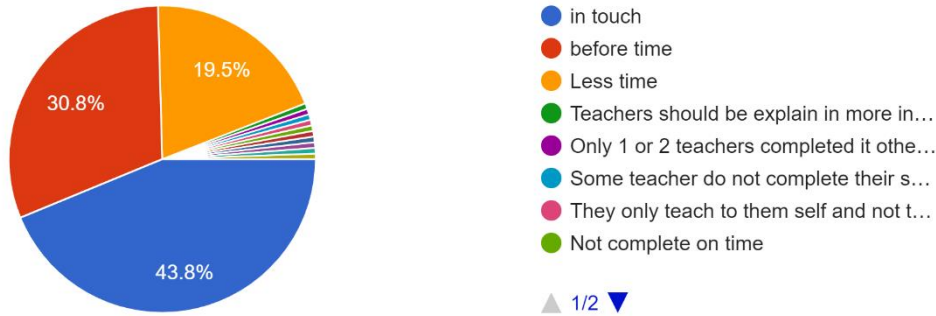 19.5%
30.8%
43.8%
in touch
before time
Less time
Teachers should be explain in more in...
Only 1 or 2 teachers completed it othe...
Some teacher do not complete their s...
They only teach to them self and not t...
Not complete on time
1/2